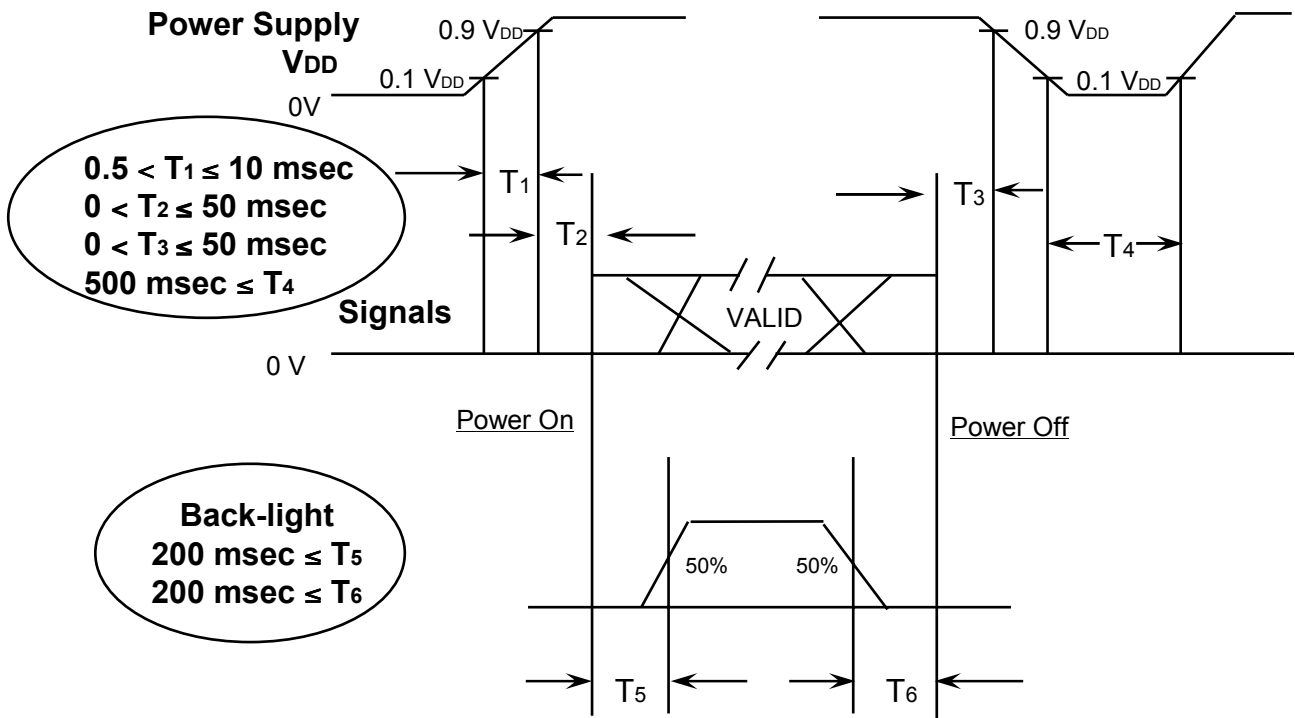 Power Supply
VDD
0.9 VDD
0.1 VDD
0V
0.9 VDD
0.1 VDD
0.5 < T1 ≤ 10 msec
0 < T2 ≤ 50 msec
0 < T3 ≤ 50 msec
500 msec ≤ T4
T1
T2
T3
T4
Signals
VALID
0 V
Power On
Power Off
Back-light
200 msec ≤ T5
200 msec ≤ T6
50%
50%
T5
T6